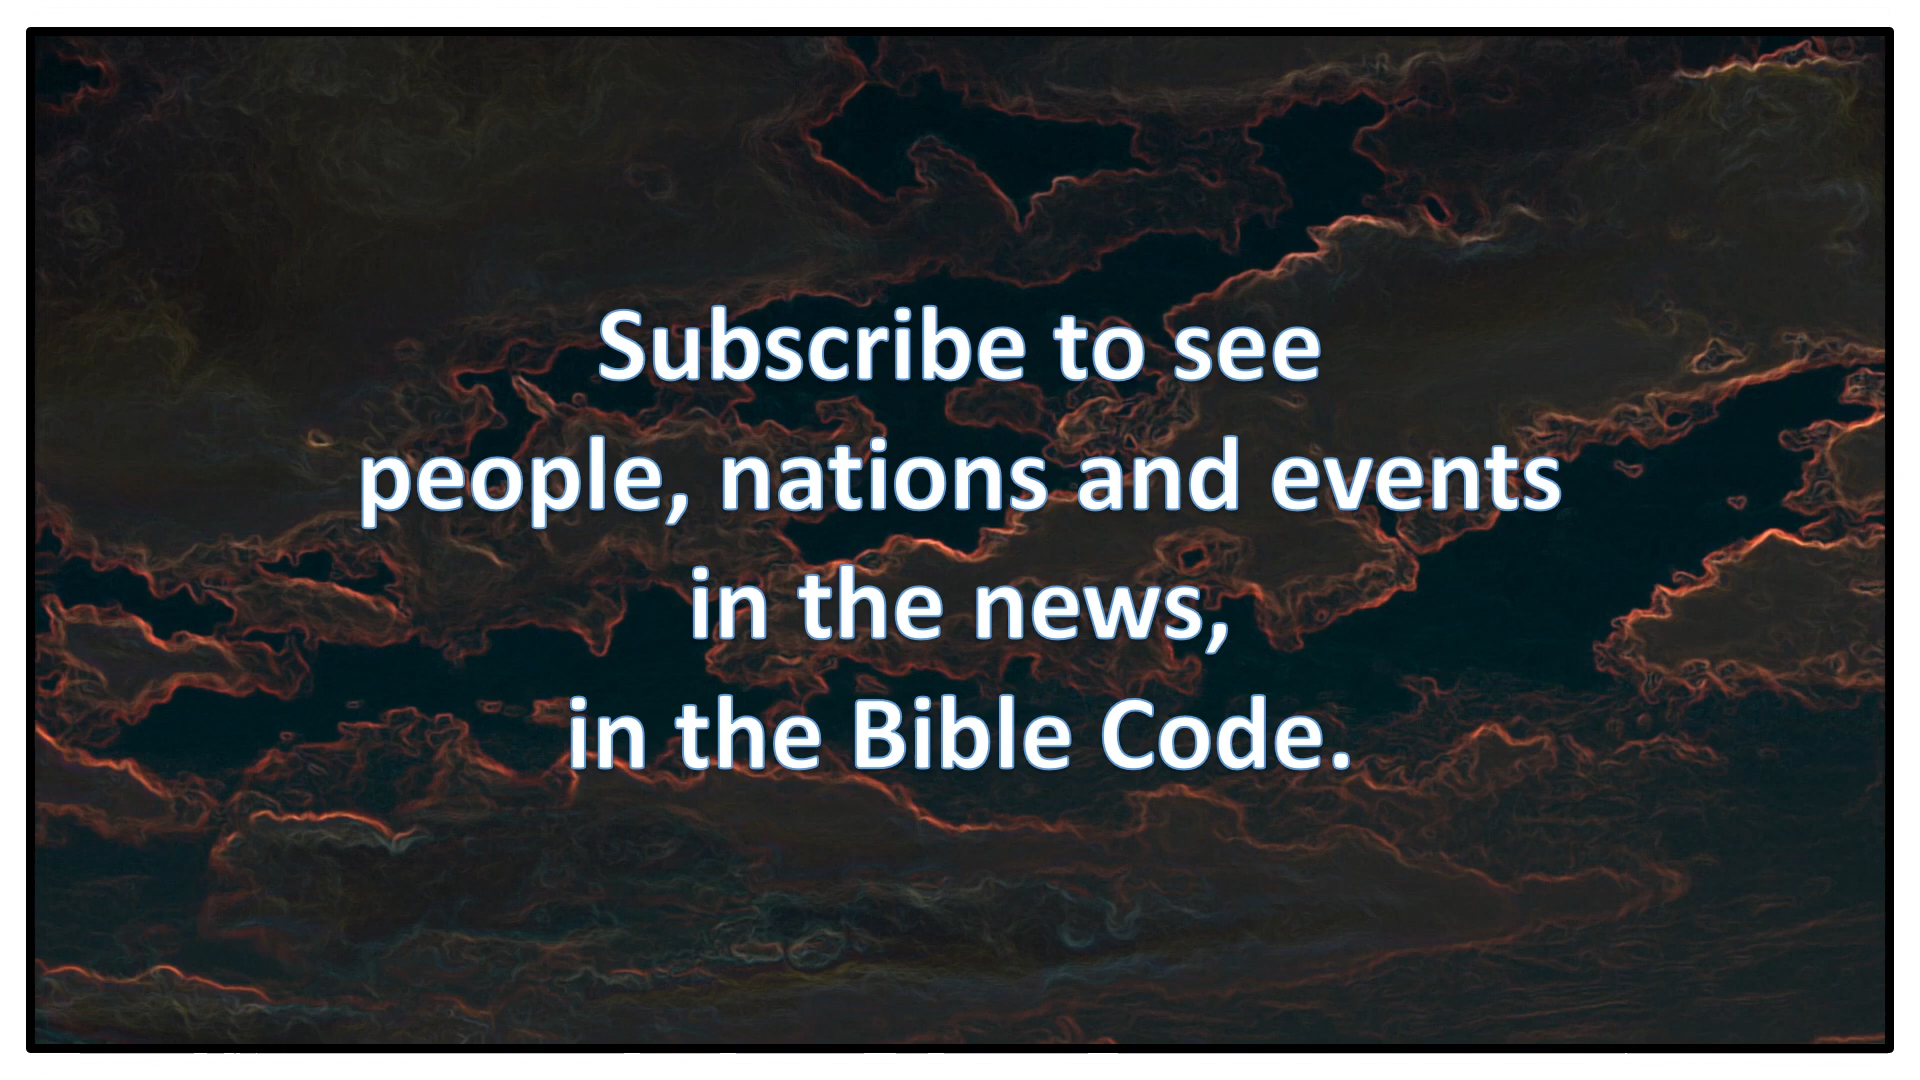 Subscribe to see
people, nations and events
in the news,
in the Bible Code.